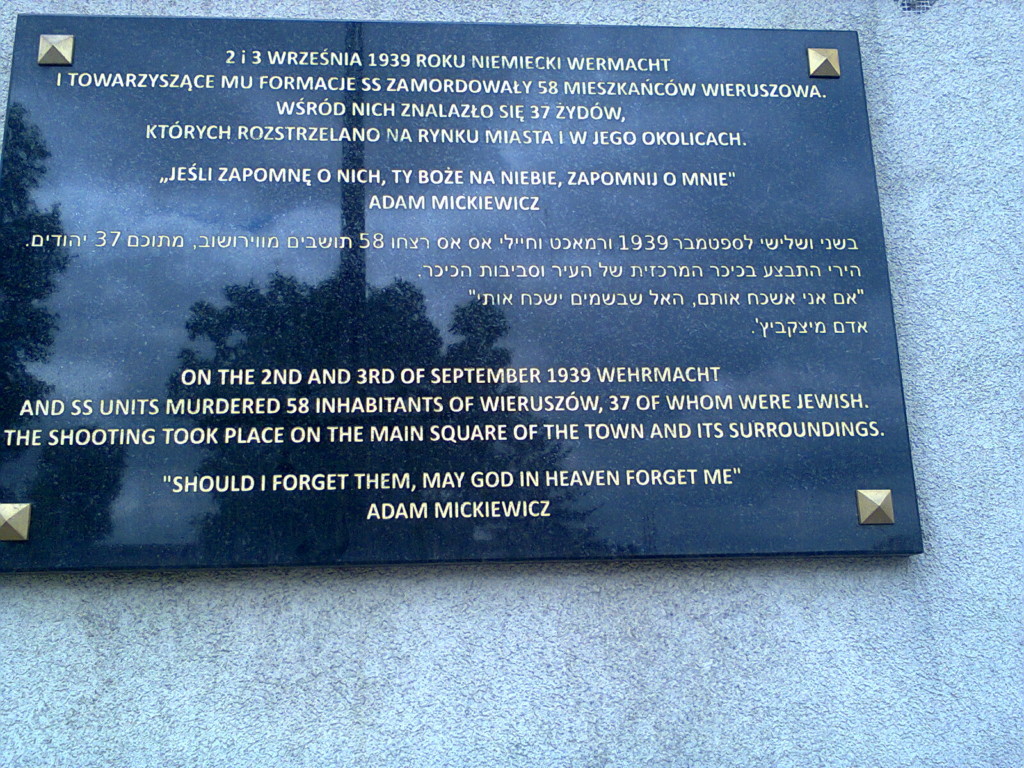 2 i 3 WRZEŚNIA 1939 ROKU NIEMIECKI WERMACHT
I TOWARZYSZĄCE MU FORMACJE SS ZAMORDOWAŁY 58 MIESZKAŃCÓW WIERUSZOWA.
WŚRÓD NICH ZNALAZŁO SIĘ 37 ŻYDÓW,
KTÓRYCH ROZSTRZELANO NA RYNKU MIASTA I W JEGO OKOLICACH.
„JEŚLI ZAPOMNĘ O NICH, TY BOŻE NA NIEBIE, ZAPOMNIJ O MNIE"
ADAM MICKIEWICZ
בשני ושלישי לספטמבר 1939 ורמאכט וחיילי אס אס רצחו 58 תושבים מווירושוב, מתוכם 37 יהודים.
הירי התבצע בכיכר המרכזית של העיר וסביבות הכיכר.
"אם אני אשכח אותם, האל שבשמים ישכח אותי"
אדם מיצקביץ'.
ON THE 2ND AND 3RD OF SEPTEMBER 1939 WEHRMACHT
AND SS UNITS MURDERED 58 INHABITANTS OF WIERUSZÓW, 37 OF WHOM WERE JEWISH.
THE SHOOTING TOOK PLACE ON THE MAIN SQUARE OF THE TOWN AND ITS SURROUNDINGS.
"SHOULD I FORGET THEM, MAY GOD IN HEAVEN FORGET ME"
ADAM MICKIEWICZ